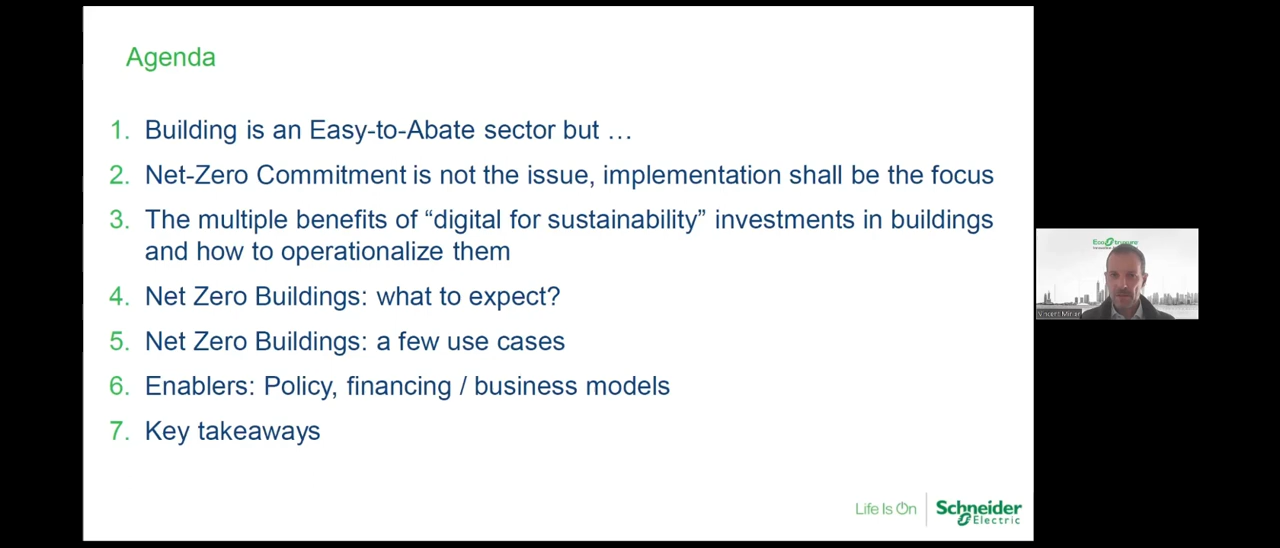 Agenda
1. Building is an Easy-to-Abate sector but …
2. Net-Zero Commitment is not the issue, implementation shall be the focus
3. The multiple benefits of “digital for sustainability” investments in buildings
and how to operationalize them
4. Net Zero Buildings: what to expect?
5. Net Zero Buildings: a few use cases
6. Enablers: Policy, financing / business models
7. Key takeaways
Life Is On
Schneider
Electric
EcoStruxure
Vincent Minier